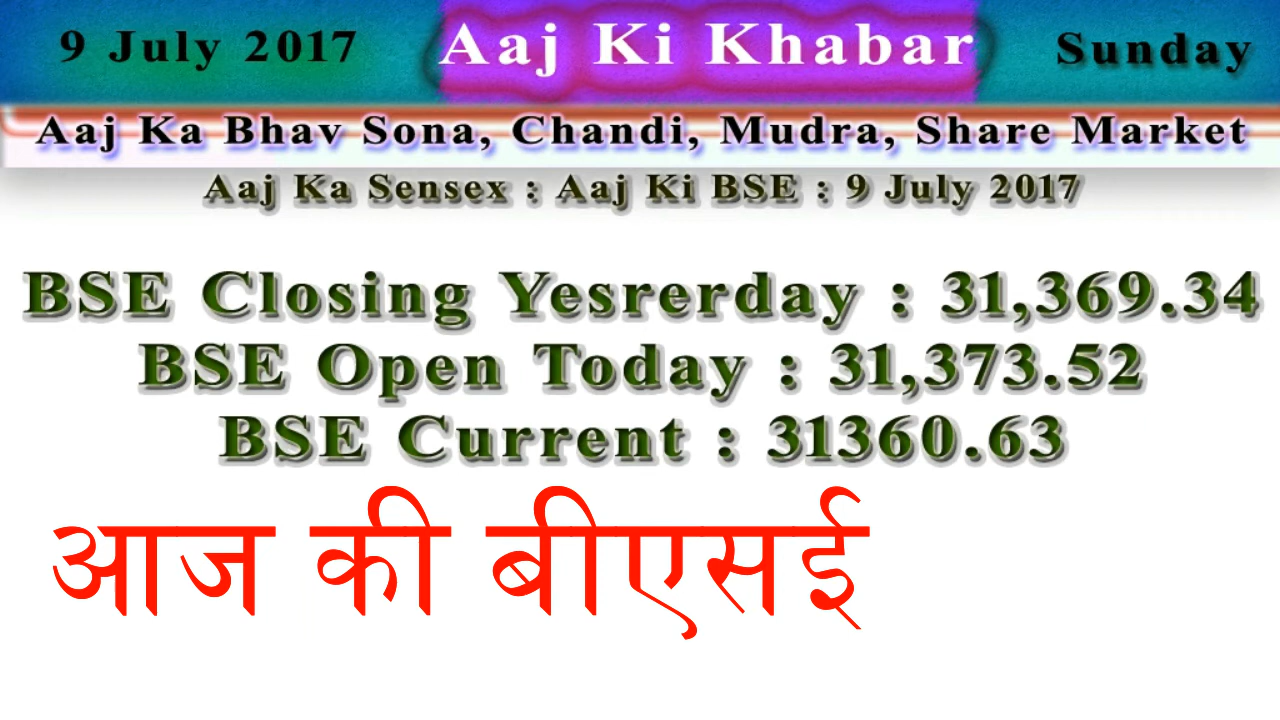 9 July 2017 Aaj Ki Khabar Sunday
Aaj Ka Bhav Sona, Chandi, Mudra, Share Market
Aaj Ka Sensex : Aaj Ki BSE : 9 July 2017
BSE Closing Yesrerday : 31,369.34
BSE Open Today : 31,373.52
BSE Current : 31360.63
आज की बीएसई